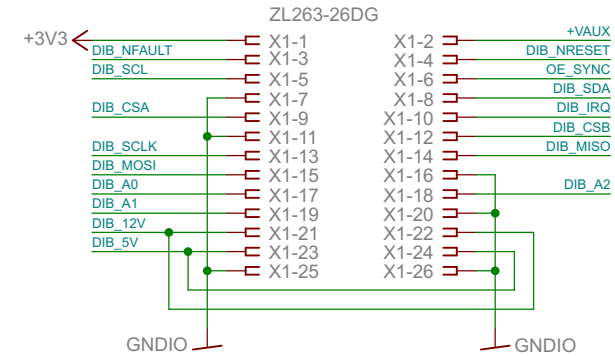 ZL263-26DG
+3V3 X1-1 X1-2 +VAUX
DIB_NFAULT X1-3 X1-4 DIB_NRESET
DIB_SCL X1-5 X1-6 OE_SYNC
X1-7 X1-8 DIB_SDA
DIB_CSA X1-9 X1-10 DIB_IRQ
X1-11 X1-12 DIB_CSB
DIB_SCLK X1-13 X1-14 DIB_MISO
DIB_MOSI X1-15 X1-16
DIB_A0 X1-17 X1-18 DIB_A2
DIB_A1 X1-19 X1-20
DIB_12V X1-21 X1-22
DIB_5V X1-23 X1-24
X1-25 X1-26
GNDIO GNDIO